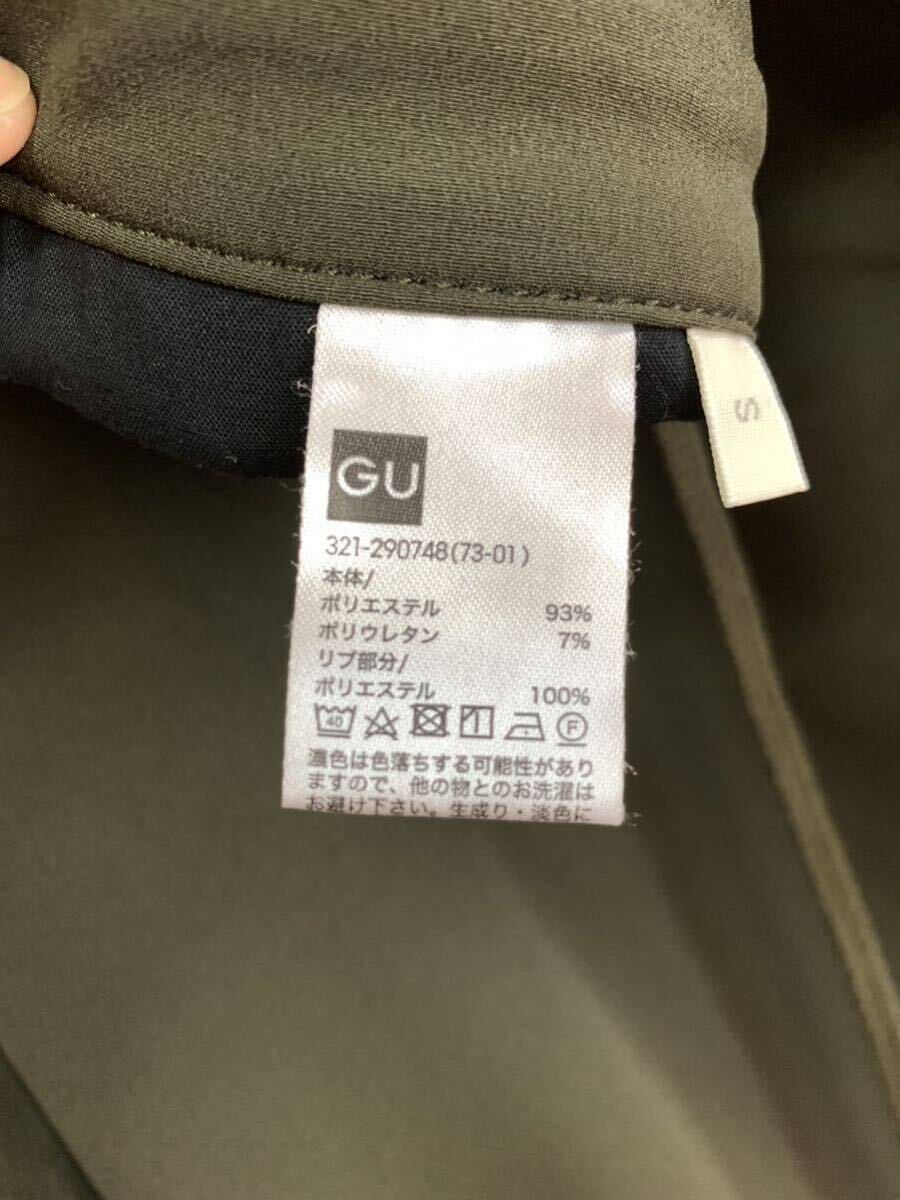 GU
321-290748(73-01)
本体/
ポリエステル 93%
ポリウレタン 7%
リブ部分/
ポリエステル 100%
40 F
濃色は色落ちする可能性があり
ますので、他の物とのお洗濯は
お避け下さい。生成り・淡色に
S